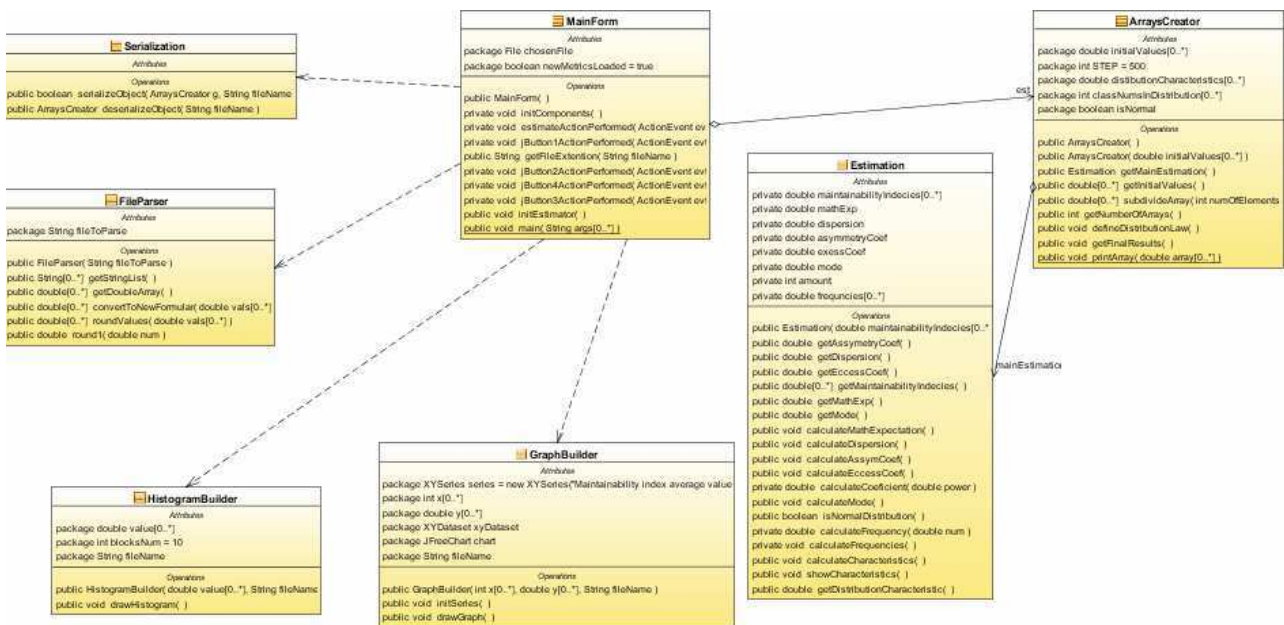 Serialization
Attributes
Operations
public boolean serializeObject( ArraysCreator g, String fileName
public ArraysCreator deserializeObject( String fileName )
FileParser
Attributes
package String fileToParse
Operations
public FileParser( String fileToParse )
public String[0..*] getStringList( )
public double[0..*] getDoubleArray( )
public double[0..*] convertToNewFormular( double vals[0..*]
public double[0..*] roundValues( double vals[0..*] )
public double round1( double num )
MainForm
Attributes
package File chosenFile
package boolean newMetricsLoaded = true
Operations
public MainForm( )
private void initComponents( )
private void estimateActionPerformed( ActionEvent ev
private void jButton1ActionPerformed( ActionEvent ev
public String getFileExtention( String fileName )
private void jButton2ActionPerformed( ActionEvent ev
private void jButton4ActionPerformed( ActionEvent ev
private void jButton3ActionPerformed( ActionEvent ev
public void initEstimator( )
public void main( String args[0..*] )
est
ArraysCreator
Attributes
package double initialValues[0..*]
package int STEP = 500
package double distibutionCharacteristics[0..*]
package int classNumsInDistribution[0..*]
package boolean isNormal
Operations
public ArraysCreator( )
public ArraysCreator( double initialValues[0..*] )
public Estimation getMainEstimation( )
public double[0..*] getInitialValues( )
public double[0..*] subdivideArray( int numOfElements
public int getNumberOfArrays( )
public void defineDistributionLaw( )
public void getFinalResults( )
public void printArray( double array[0..*] )
Estimation
Attributes
private double maintainabilityIndecies[0..*]
private double mathExp
private double dispersion
private double asymmetryCoef
private double exessCoef
private double mode
private int amount
private double frequncies[0..*]
Operations
public Estimation( double maintainabilityIndecies[0..*
public double getAssymetryCoef( )
public double getDispersion( )
public double getEccessCoef( )
public double[0..*] getMaintainabilityIndecies( )
public double getMathExp( )
public double getMode( )
public void calculateMathExpectation( )
public void calculateDispersion( )
public void calculateAssymCoef( )
public void calculateEccessCoef( )
private double calculateCoeficient( double power )
public void calculateMode( )
public boolean isNormalDistribution( )
private double calculateFrequency( double num )
private void calculateFrequencies( )
public void calculateCharacteristics( )
public void showCharacteristics( )
public double getDistributionCharacteristic( )
mainEstimatio
HistogramBuilder
Attributes
package double value[0..*]
package int blocksNum = 10
package String fileName
Operations
public HistogramBuilder( double value[0..*], String fileName
public void drawHistogram( )
GraphBuilder
Attributes
package XYSeries series = new XYSeries("Maintainability index average value
package int x[0..*]
package double y[0..*]
package XYDataset xyDataset
package JFreeChart chart
package String fileName
Operations
public GraphBuilder( int x[0..*], double y[0..*], String fileName )
public void initSeries( )
public void drawGraph( )